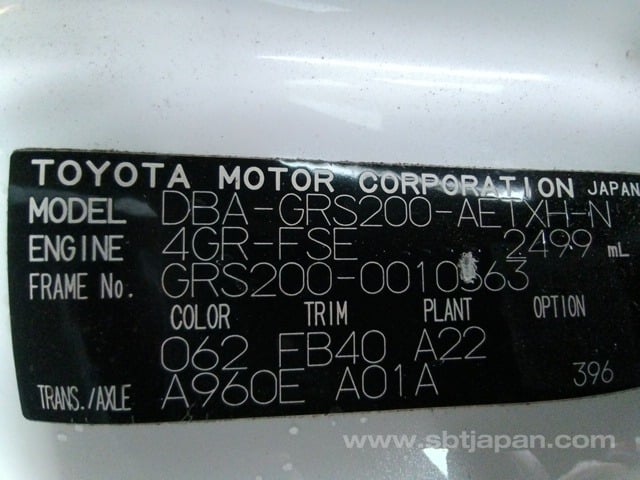 TOYOTA MOTOR CORPORATION JAPAN
MODEL DBA-GRS200-AETXH-N
ENGINE 4GR-FSE 2499 mL
FRAME No. GRS200-0010363
COLOR TRIM PLANT OPTION
062 FB40 A22
TRANS./AXLE A960E A01A 396
www.sbtjapan.com